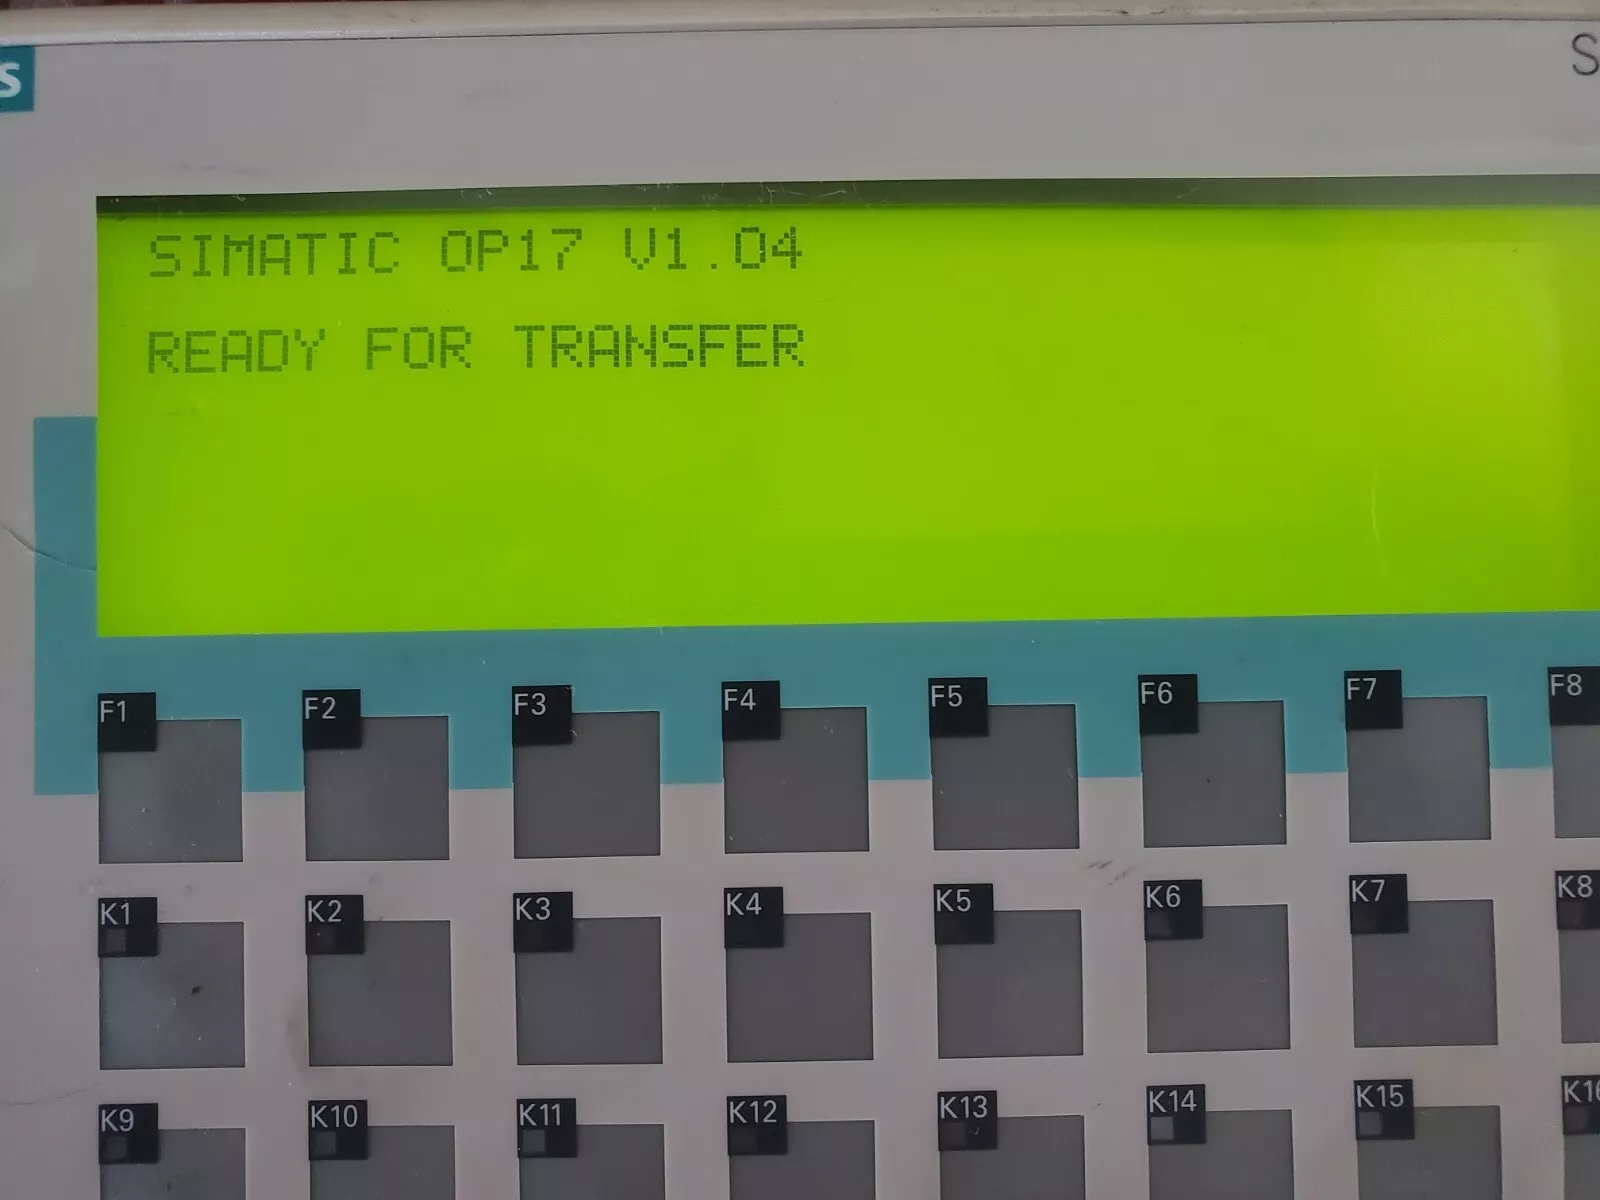 S
S
SIMATIC OP17 V1.04
READY FOR TRANSFER
F1 F2 F3 F4 F5 F6 F7 F8
K1 K2 K3 K4 K5 K6 K7 K8
K9 K10 K11 K12 K13 K14 K15